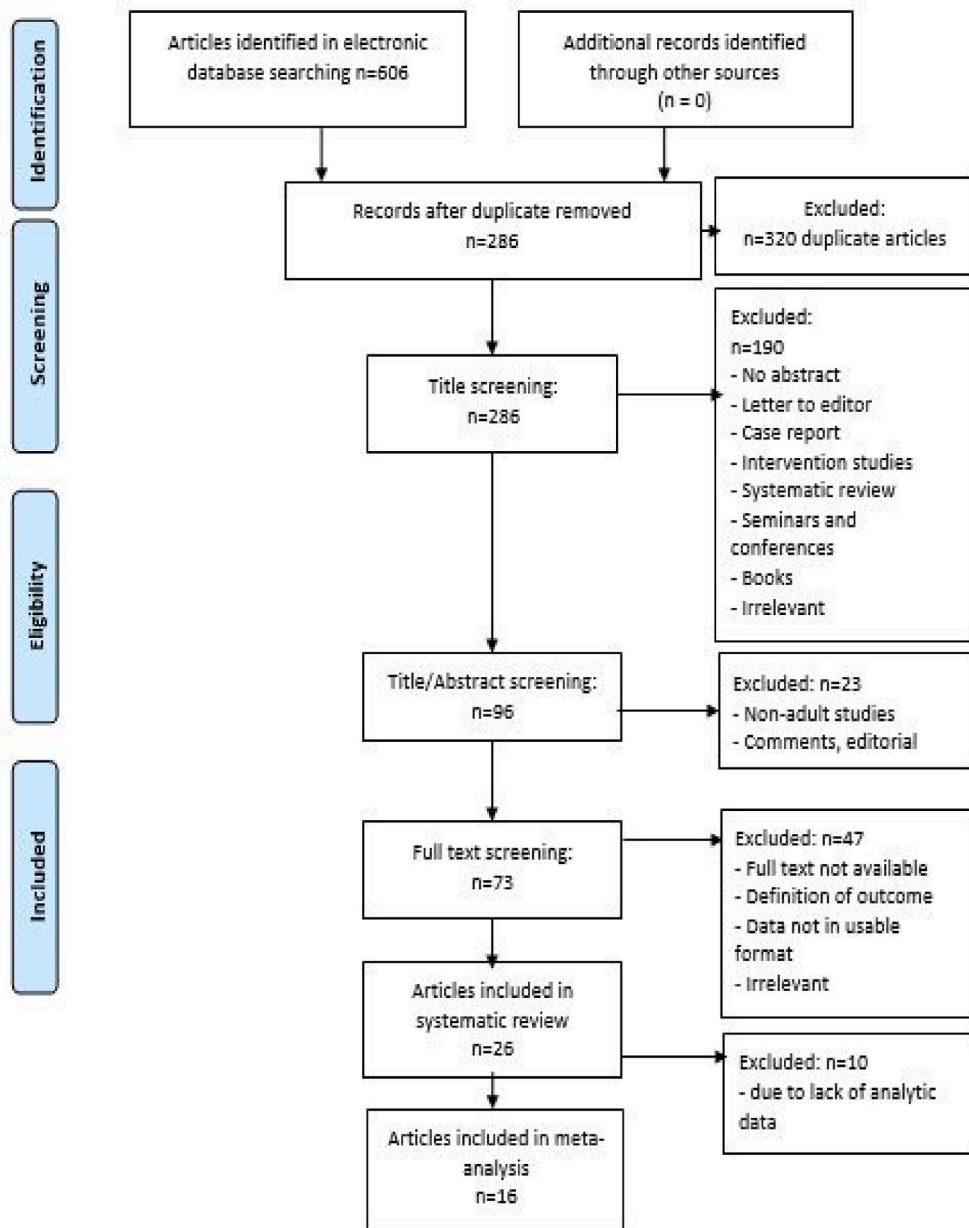 Identification
Articles identified in electronic
database searching n=606
Additional records identified
through other sources
(n = 0)
Records after duplicate removed
n=286
Excluded:
n=320 duplicate articles
Screening
Title screening:
n=286
Excluded:
n=190
- No abstract
- Letter to editor
- Case report
- Intervention studies
- Systematic review
- Seminars and
conferences
- Books
- Irrelevant
Eligibility
Title/Abstract screening:
n=96
Excluded: n=23
- Non-adult studies
- Comments, editorial
Included
Full text screening:
n=73
Excluded: n=47
- Full text not available
- Definition of outcome
- Data not in usable
format
- Irrelevant
Articles included in
systematic review
n=26
Excluded: n=10
- due to lack of analytic
data
Articles included in meta-
analysis
n=16